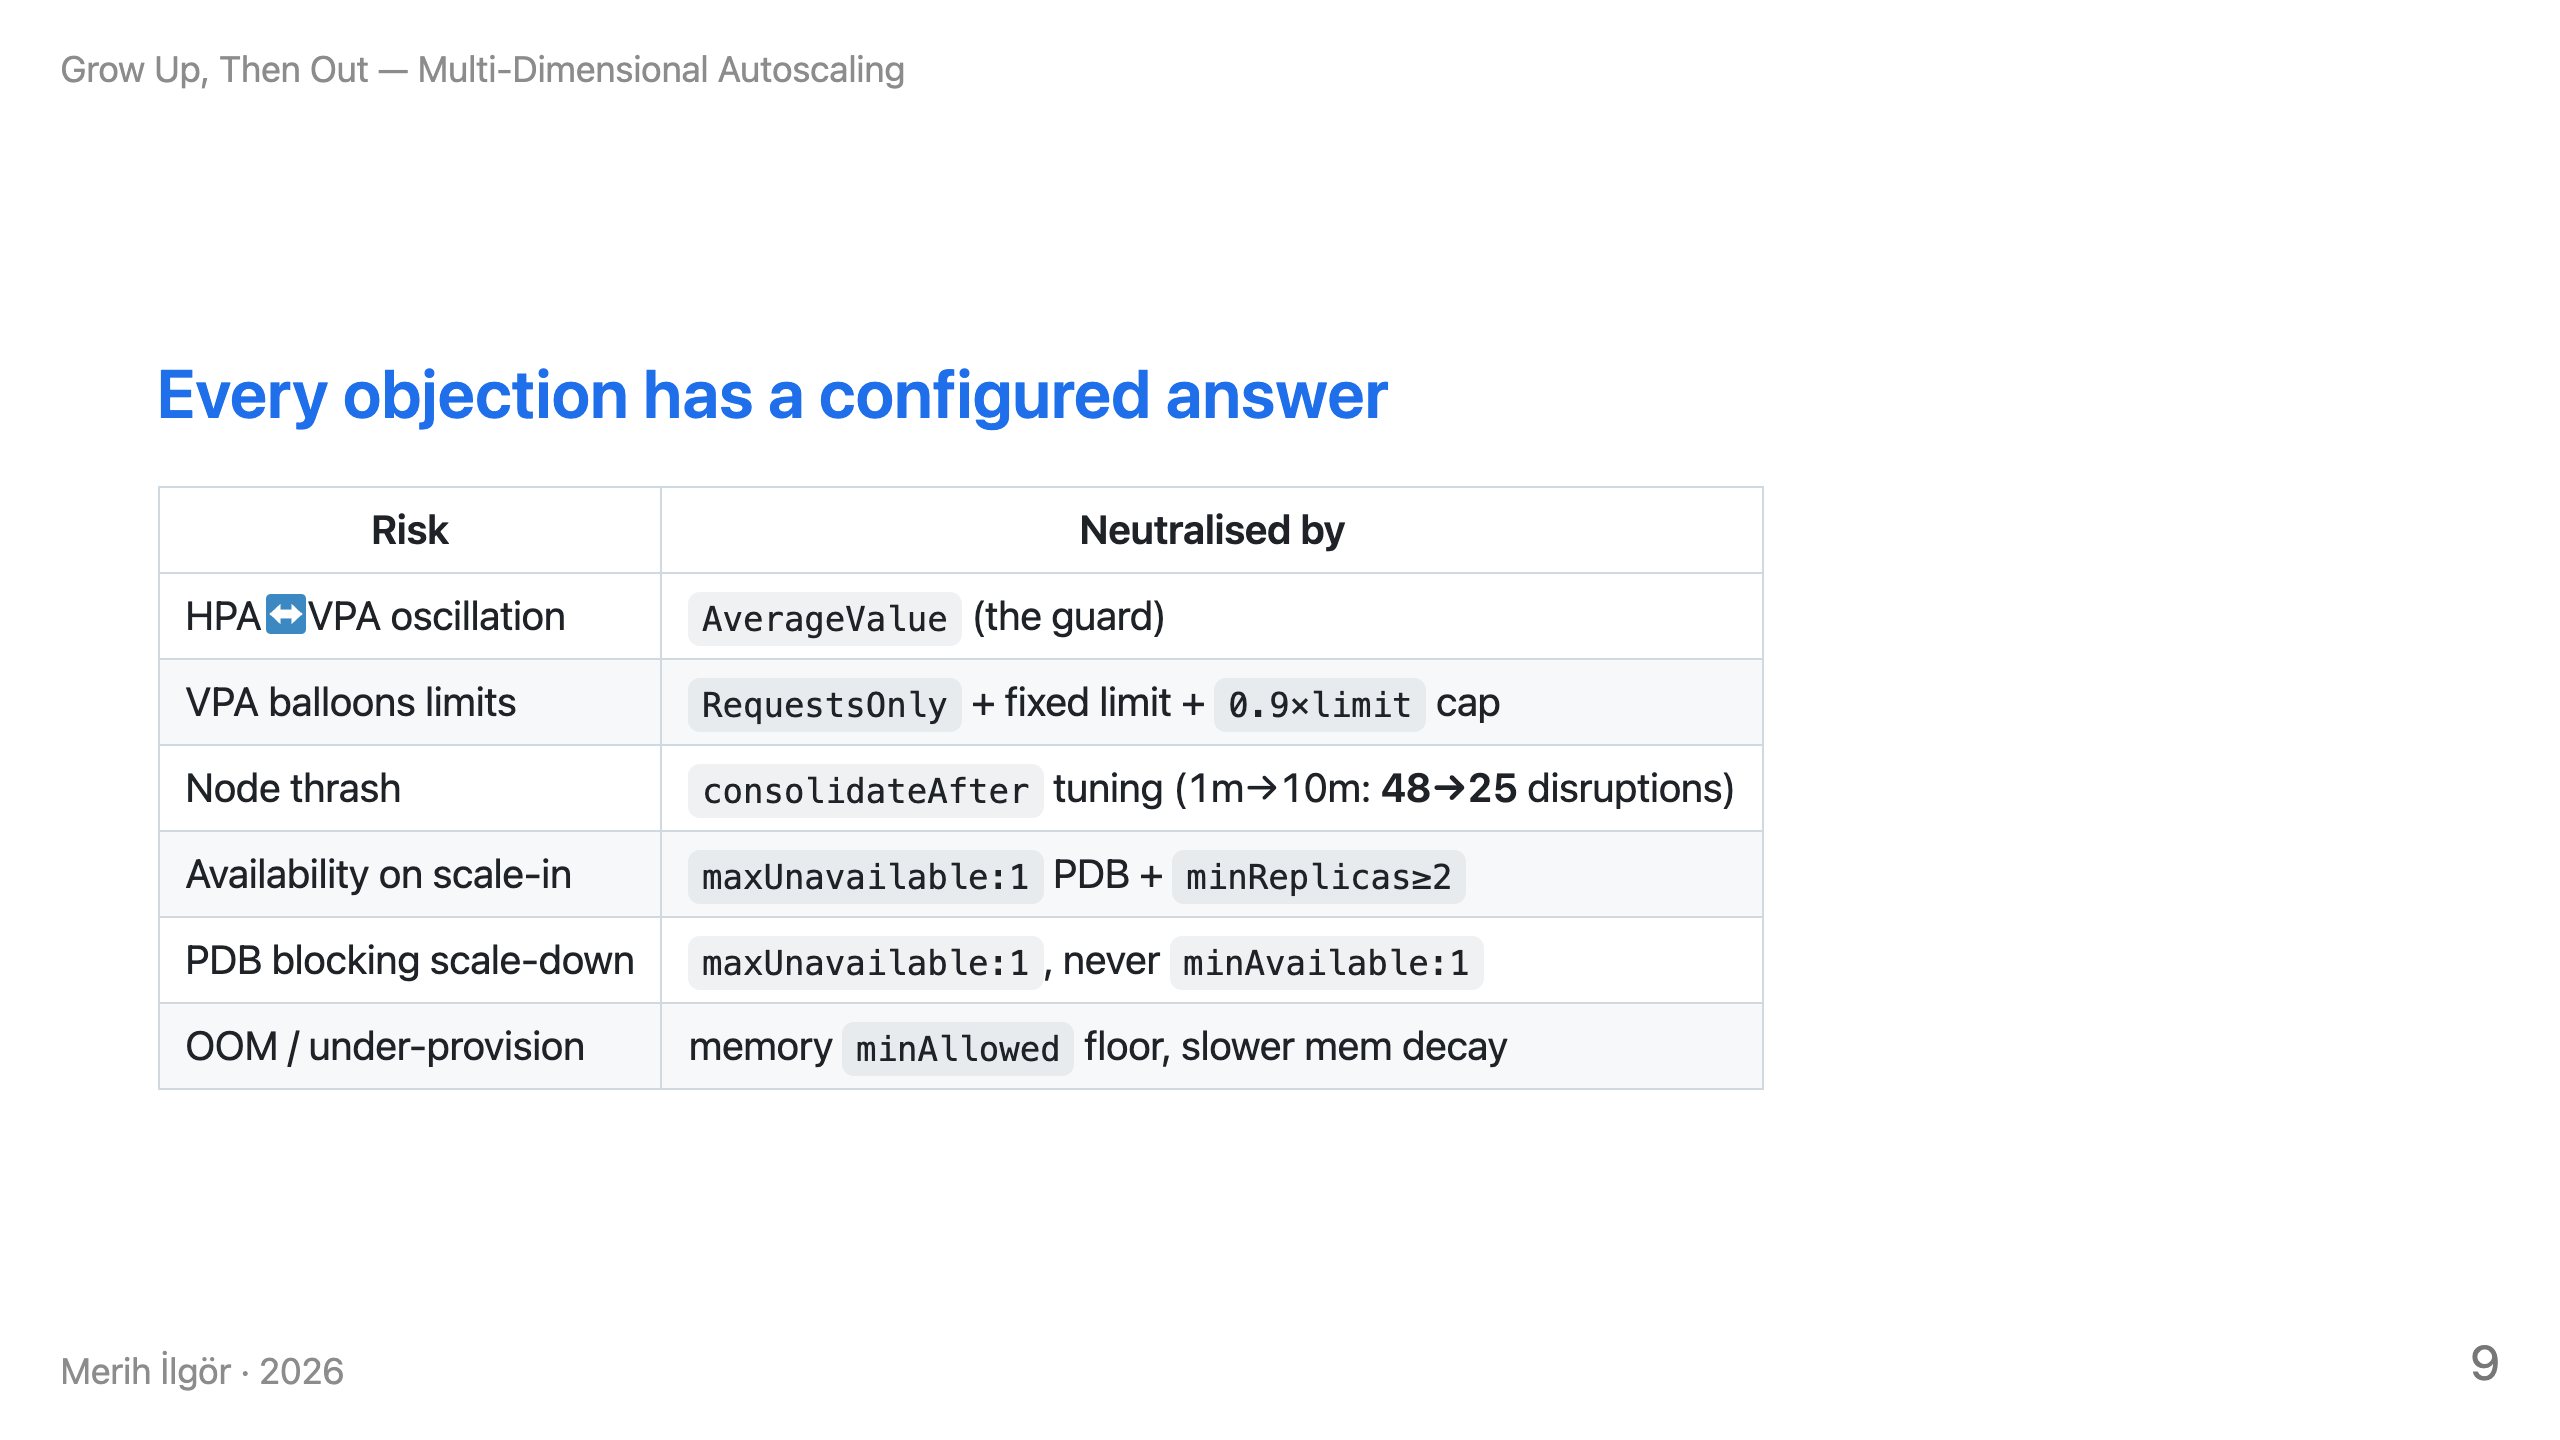 Grow Up, Then Out — Multi-Dimensional Autoscaling
Every objection has a configured answer
Risk
Neutralised by
HPA↔️VPA oscillation
AverageValue (the guard)
VPA balloons limits
RequestsOnly + fixed limit + 0.9×limit cap
Node thrash
consolidateAfter tuning (1m→10m: 48→25 disruptions)
Availability on scale-in
maxUnavailable:1 PDB + minReplicas≥2
PDB blocking scale-down
maxUnavailable:1, never minAvailable:1
OOM / under-provision
memory minAllowed floor, slower mem decay
Merih İlgör · 2026
9